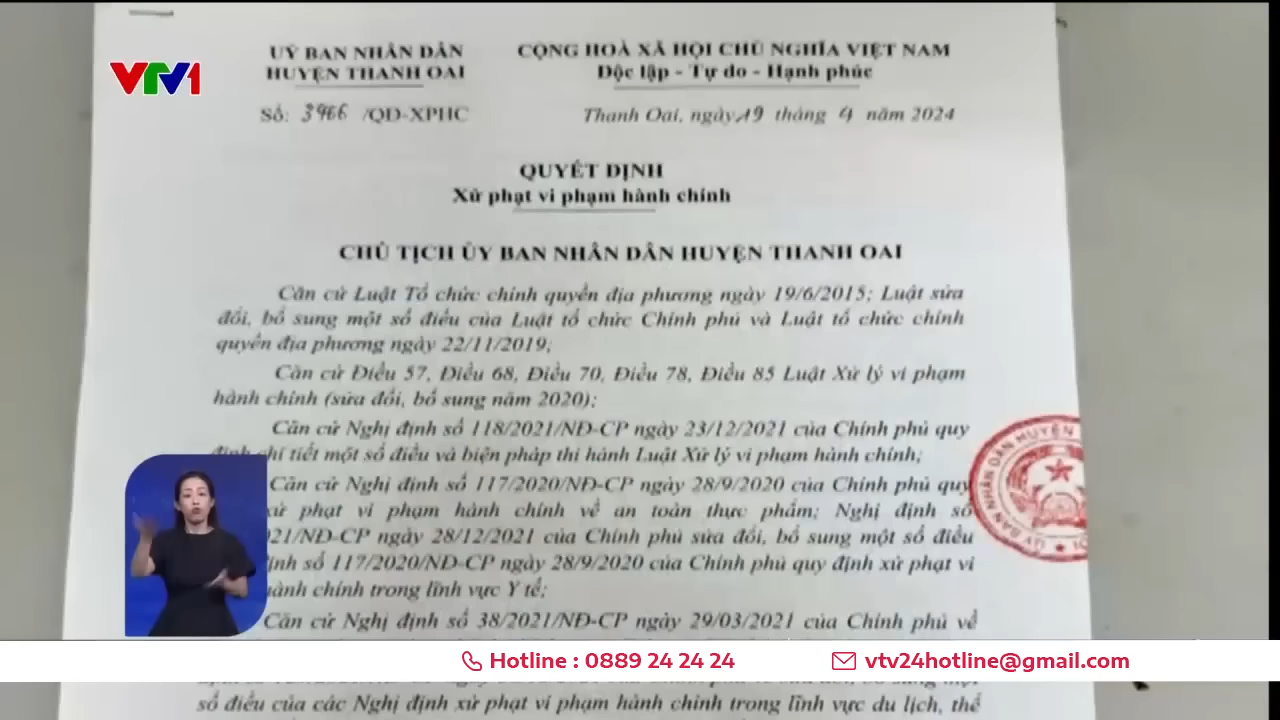 VTV1
UỶ BAN NHÂN DÂN
HUYỆN THANH OAI
Số: 3966 /QĐ-XPHC
CỘNG HOÀ XÃ HỘI CHỦ NGHĨA VIỆT NAM
Độc lập - Tự do - Hạnh phúc
Thanh Oai, ngày 19 tháng 4 năm 2024
QUYẾT ĐỊNH
Xử phạt vi phạm hành chính
CHỦ TỊCH ỦY BAN NHÂN DÂN HUYỆN THANH OAI
Căn cứ Luật Tổ chức chính quyền địa phương ngày 19/6/2015; Luật sửa
đổi, bổ sung một số điều của Luật tổ chức Chính phủ và Luật tổ chức chính
quyền địa phương ngày 22/11/2019;
Căn cứ Điều 57, Điều 68, Điều 70, Điều 78, Điều 85 Luật Xử lý vi phạm
hành chính (sửa đổi, bổ sung năm 2020);
Căn cứ Nghị định số 118/2021/NĐ-CP ngày 23/12/2021 của Chính phủ quy
định chi tiết một số điều và biện pháp thi hành Luật Xử lý vi phạm hành chính;
Căn cứ Nghị định số 117/2020/NĐ-CP ngày 28/9/2020 của Chính phủ quy
xử phạt vi phạm hành chính về an toàn thực phẩm; Nghị định số
021/NĐ-CP ngày 28/12/2021 của Chính phủ sửa đổi, bổ sung một số điều
định số 117/2020/NĐ-CP ngày 28/9/2020 của Chính phủ quy định xử phạt vi
hành chính trong lĩnh vực Y tế;
Căn cứ Nghị định số 38/2021/NĐ-CP ngày 29/03/2021 của Chính phủ về
số điều của các Nghị định xử phạt vi phạm hành chính trong lĩnh vực du lịch, thể
Hotline : 0889 24 24 24
vtv24hotline@gmail.com